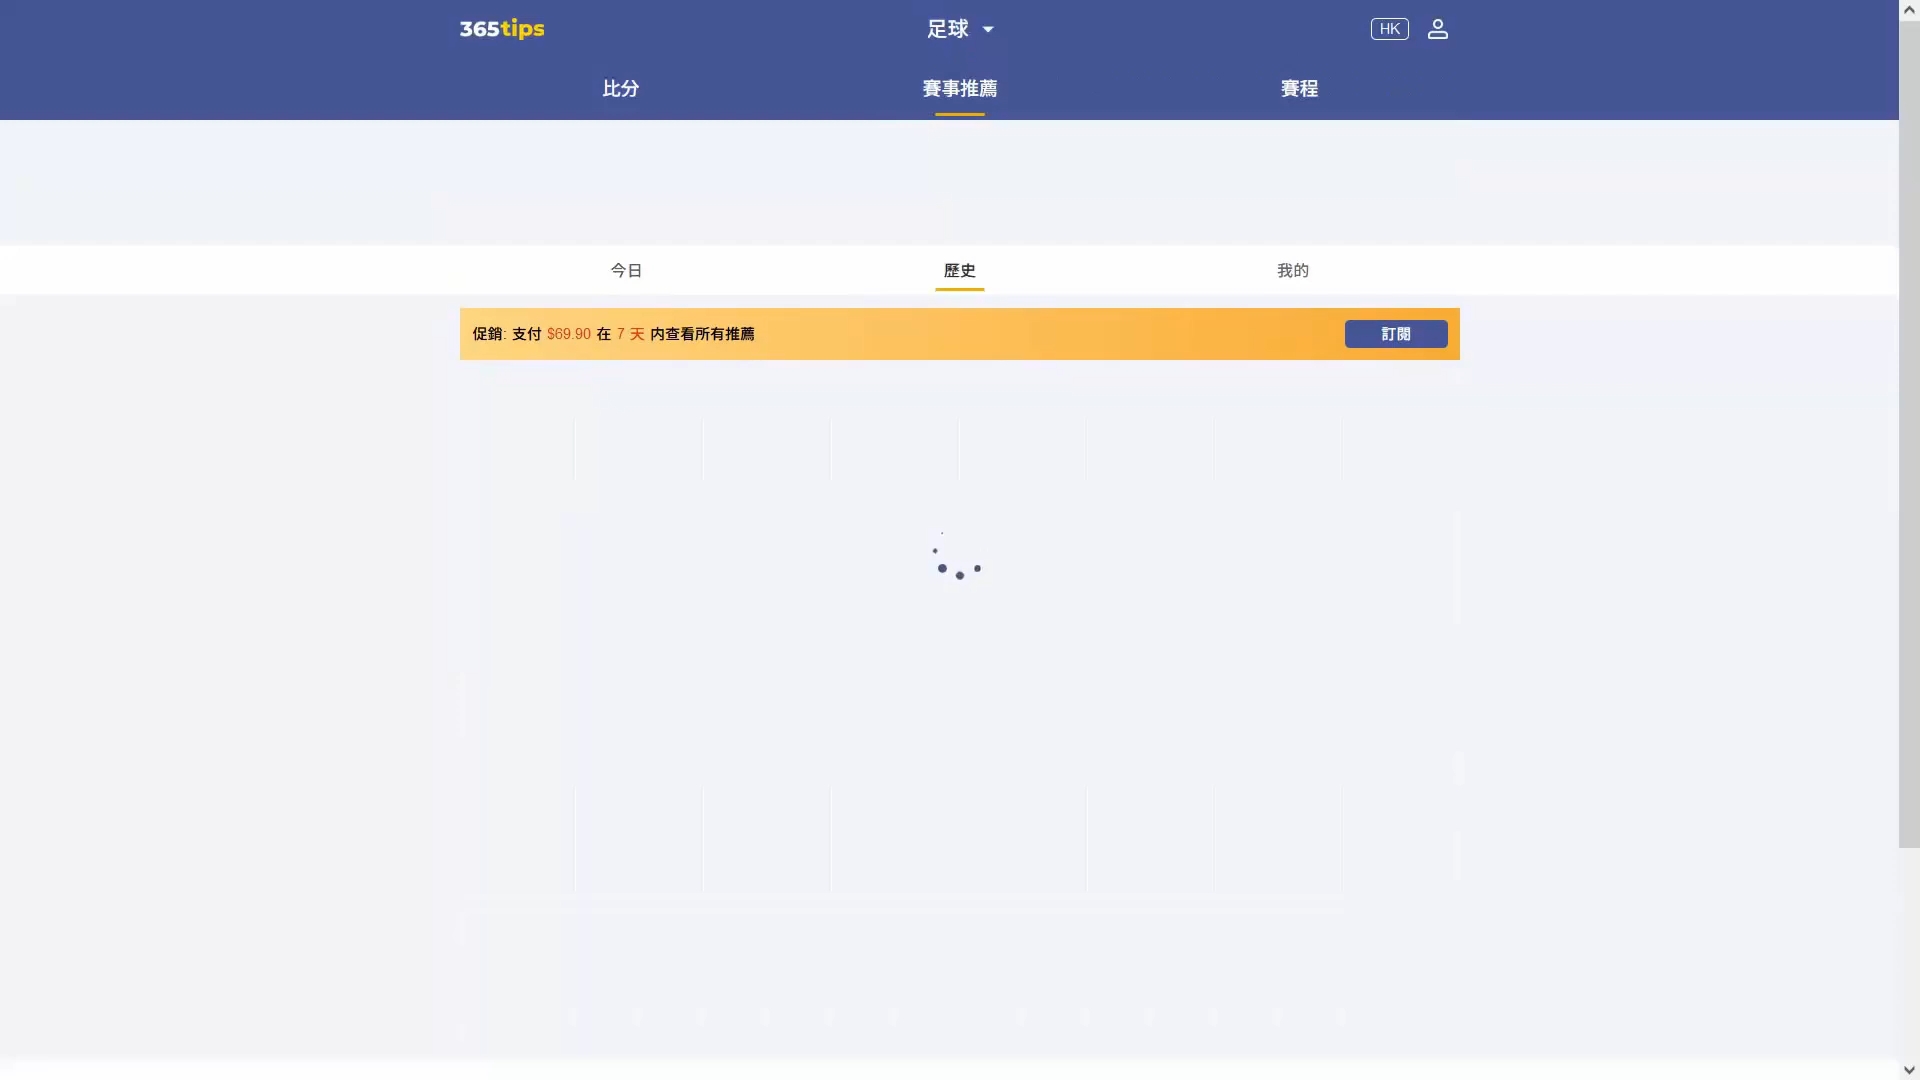 365tips
足球
HK
比分
賽事推薦
賽程
今日
歷史
我的
促銷: 支付 $69.90 在 7 天 内查看所有推薦
訂閱